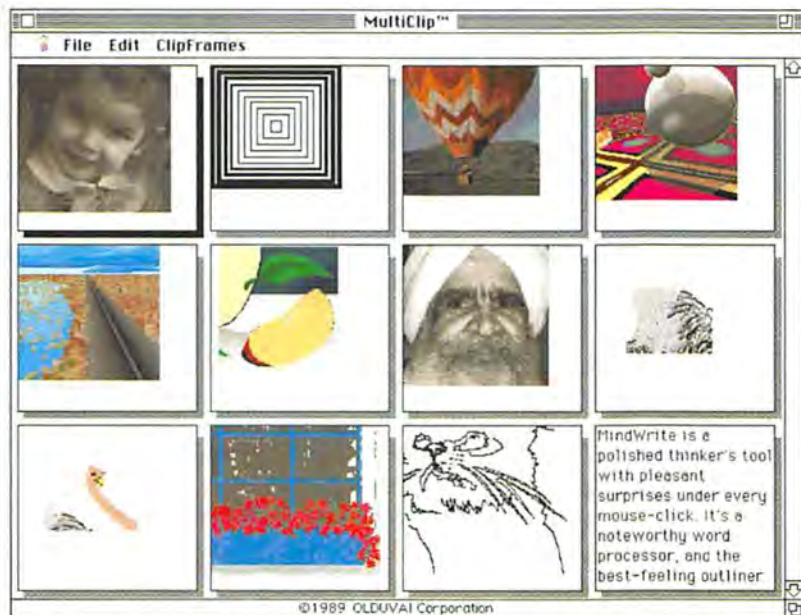 MultiClip™
File Edit ClipFrames
MindWrite is a
polished thinker's tool
with pleasant
surprises under every
mouse-click. It's a
noteworthy word
processor, and the
best-feeling outliner
©1989 OLDUVAI Corporation